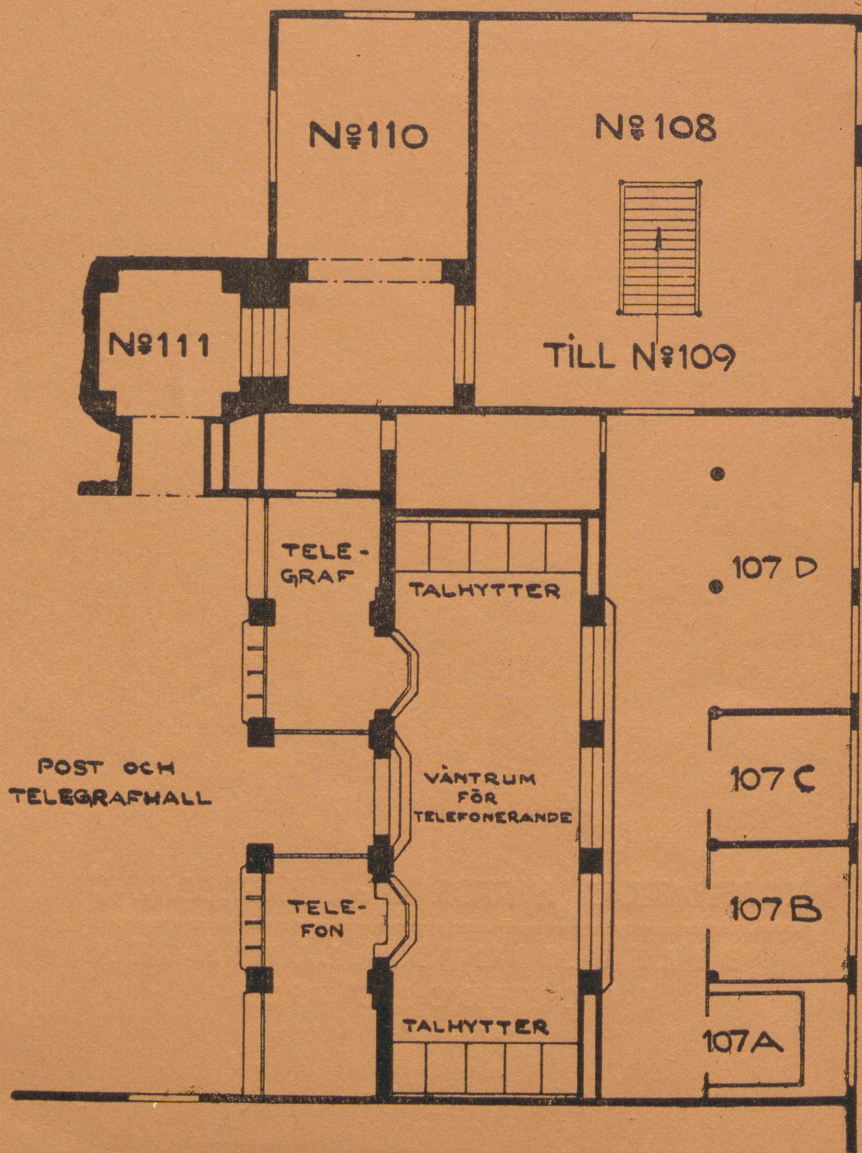 Nº110
Nº108
Nº111
TILL Nº109
TELE-
GRAF
TALHYTTER
107 D
POST OCH
TELEGRAFHALL
VÄNTRUM
FÖR
TELEFONERANDE
107 C
TELE-
FON
107 B
TALHYTTER
107 A